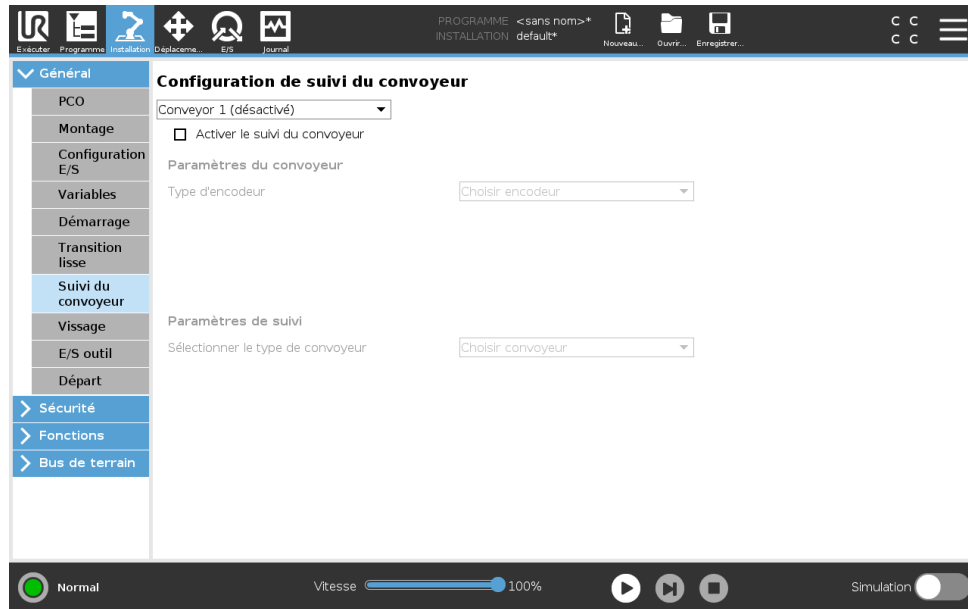 Exécuter
Programme
Installation
Déplaceme...
E/S
Journal
PROGRAMME <sans nom>*
INSTALLATION default*
Nouveau...
Ouvrir...
Enregistrer...
C C
C C
Général
PCO
Montage
Configuration
E/S
Variables
Démarrage
Transition
lisse
Suivi du
convoyeur
Vissage
E/S outil
Départ
Sécurité
Fonctions
Bus de terrain
Configuration de suivi du convoyeur
Conveyor 1 (désactivé)
Activer le suivi du convoyeur
Paramètres du convoyeur
Type d'encodeur
Choisir encodeur
Paramètres de suivi
Sélectionner le type de convoyeur
Choisir convoyeur
Normal
Vitesse
100%
Simulation